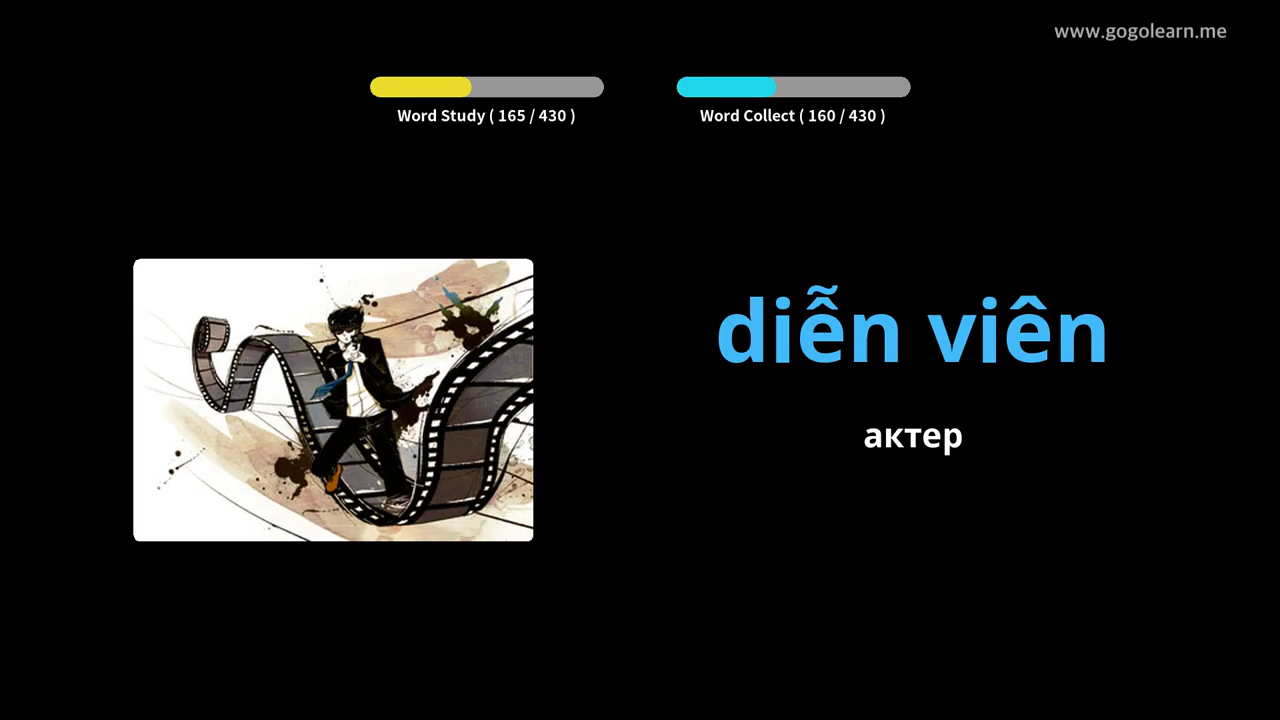 www.gogolearn.me
Word Study ( 165 / 430 )
Word Collect ( 160 / 430 )
diễn viên
актер